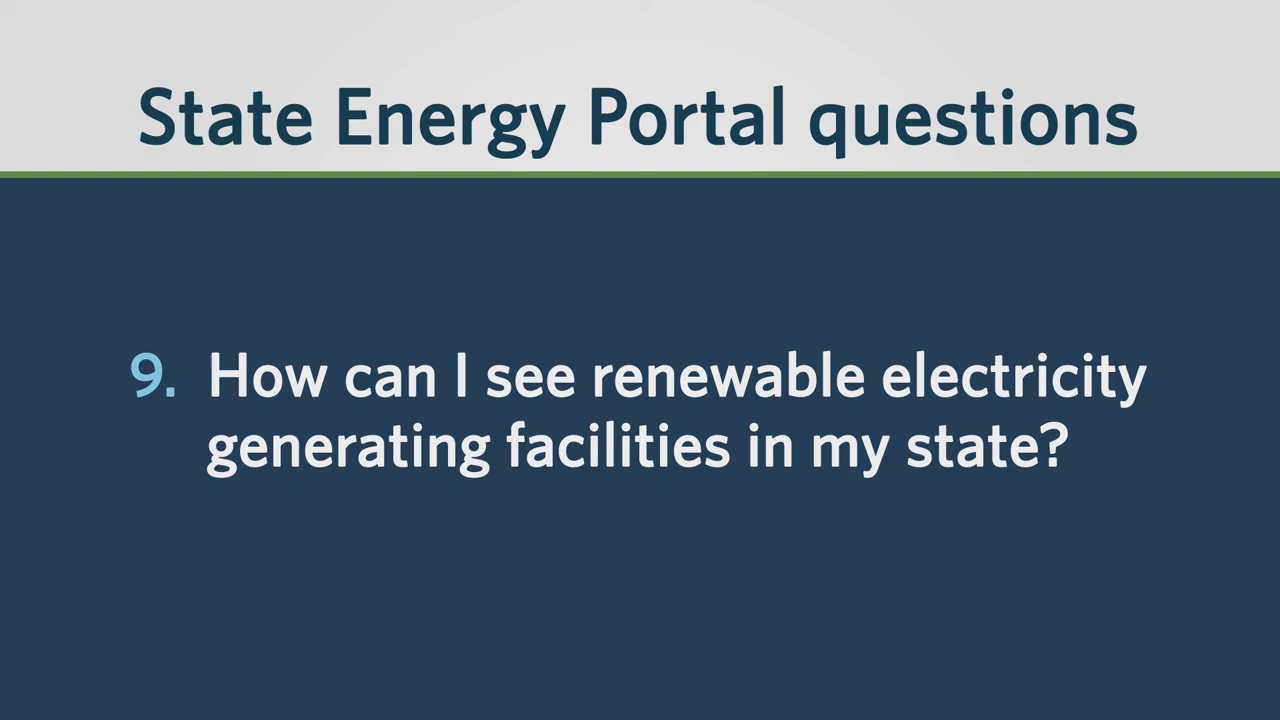 State Energy Portal questions
9. How can I see renewable electricity
generating facilities in my state?